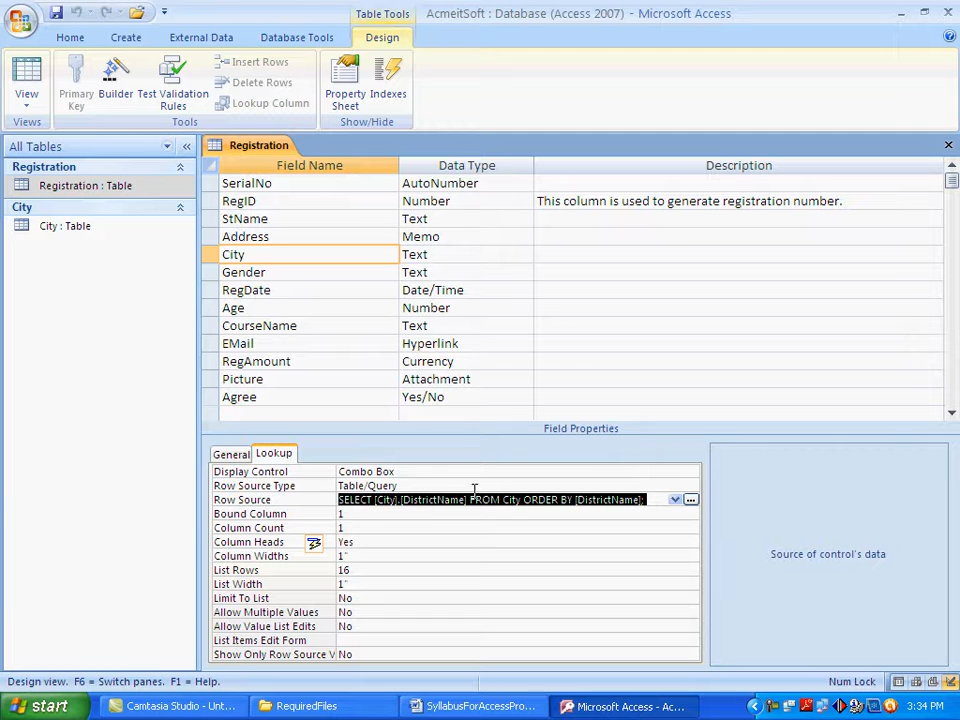 Table Tools
AcmeitSoft : Database (Access 2007) - Microsoft Access
Home Create External Data Database Tools Design
View
Views
Primary Key
Builder
Test Validation Rules
Insert Rows
Delete Rows
Lookup Column
Tools
Property Sheet
Indexes
Show/Hide
All Tables
Registration
Registration : Table
City
City : Table
Registration
Field Name Data Type Description
SerialNo AutoNumber
RegID Number This column is used to generate registration number.
StName Text
Address Memo
City Text
Gender Text
RegDate Date/Time
Age Number
CourseName Text
EMail Hyperlink
RegAmount Currency
Picture Attachment
Agree Yes/No
Field Properties
General Lookup
Display Control Combo Box
Row Source Type Table/Query
Row Source SELECT [City].[DistrictName] FROM City ORDER BY [DistrictName];
Bound Column 1
Column Count 1
Column Heads Yes
Column Widths 1"
List Rows 16
List Width 1"
Limit To List No
Allow Multiple Values No
Allow Value List Edits No
List Items Edit Form
Show Only Row Source V No
Source of control's data
Design view. F6 = Switch panes. F1 = Help.
Num Lock
start
Camtasia Studio - Unt...
RequiredFiles
SyllabusForAccessPro...
Microsoft Access - Ac...
3:34 PM